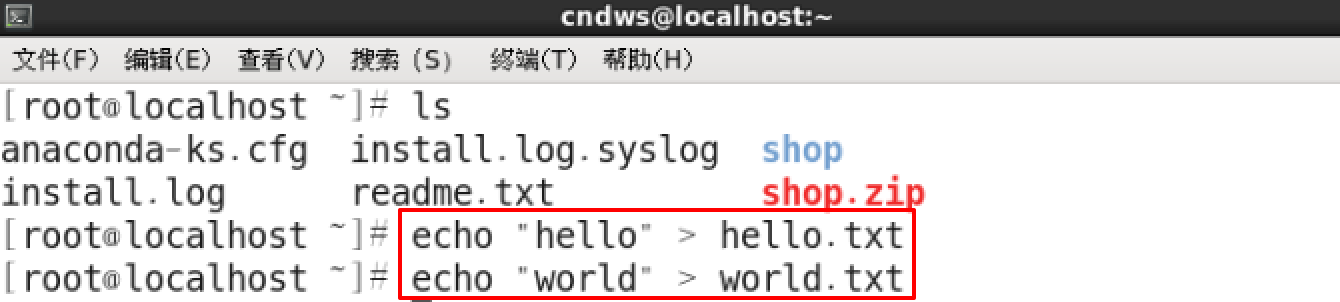 cndws@localhost:~
文件(F) 编辑(E) 查看(V) 搜索 (S) 终端(T) 帮助(H)
[root@localhost ~]# ls
anaconda-ks.cfg install.log.syslog shop
install.log readme.txt shop.zip
[root@localhost ~]# echo "hello" > hello.txt
[root@localhost ~]# echo "world" > world.txt